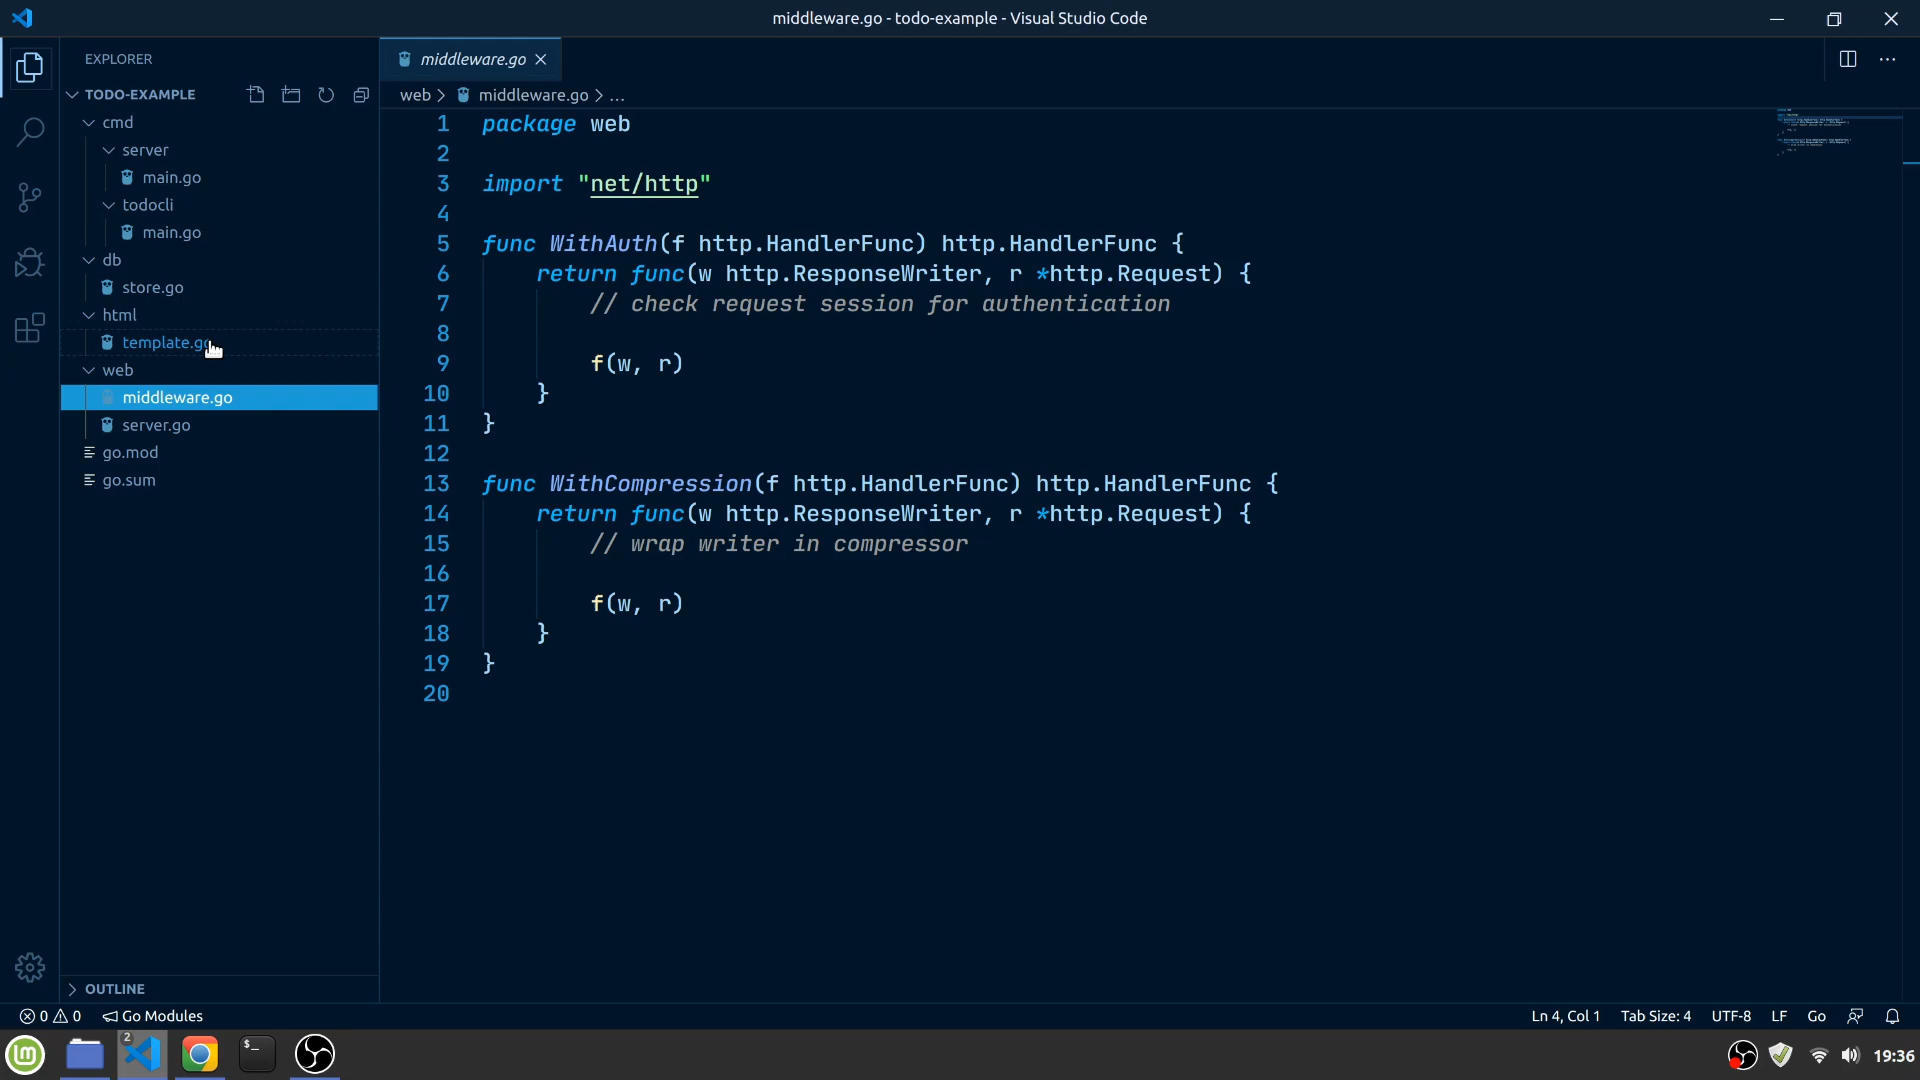 middleware.go - todo-example - Visual Studio Code
EXPLORER
TODO-EXAMPLE
cmd
server
main.go
todocli
main.go
db
store.go
html
template.go
web
middleware.go
server.go
go.mod
go.sum
OUTLINE
middleware.go
web > middleware.go > ...
1 package web
2
3 import "net/http"
4
5 func WithAuth(f http.HandlerFunc) http.HandlerFunc {
6 return func(w http.ResponseWriter, r *http.Request) {
7 // check request session for authentication
8
9 f(w, r)
10 }
11 }
12
13 func WithCompression(f http.HandlerFunc) http.HandlerFunc {
14 return func(w http.ResponseWriter, r *http.Request) {
15 // wrap writer in compressor
16
17 f(w, r)
18 }
19 }
20
0 0 Go Modules
Ln 4, Col 1 Tab Size: 4 UTF-8 LF Go
2
$_
19:36